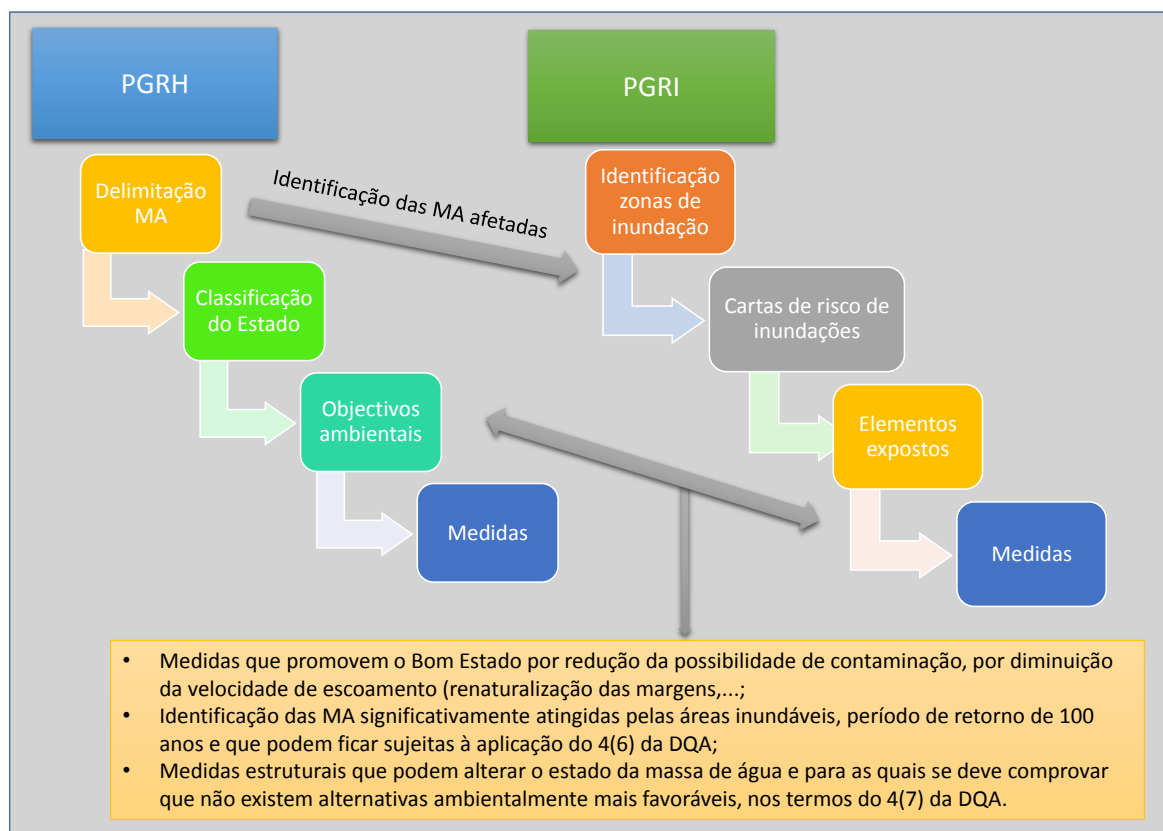 PGRH
PGRI
Delimitação
MA
Identificação das MA afetadas
Identificação
zonas de
inundação
Classificação
do Estado
Cartas de risco de
inundações
Objectivos
ambientais
Elementos
expostos
Medidas
Medidas
• Medidas que promovem o Bom Estado por redução da possibilidade de contaminação, por diminuição
da velocidade de escoamento (renaturalização das margens,...;
• Identificação das MA significativamente atingidas pelas áreas inundáveis, período de retorno de 100
anos e que podem ficar sujeitas à aplicação do 4(6) da DQA;
• Medidas estruturais que podem alterar o estado da massa de água e para as quais se deve comprovar
que não existem alternativas ambientalmente mais favoráveis, nos termos do 4(7) da DQA.